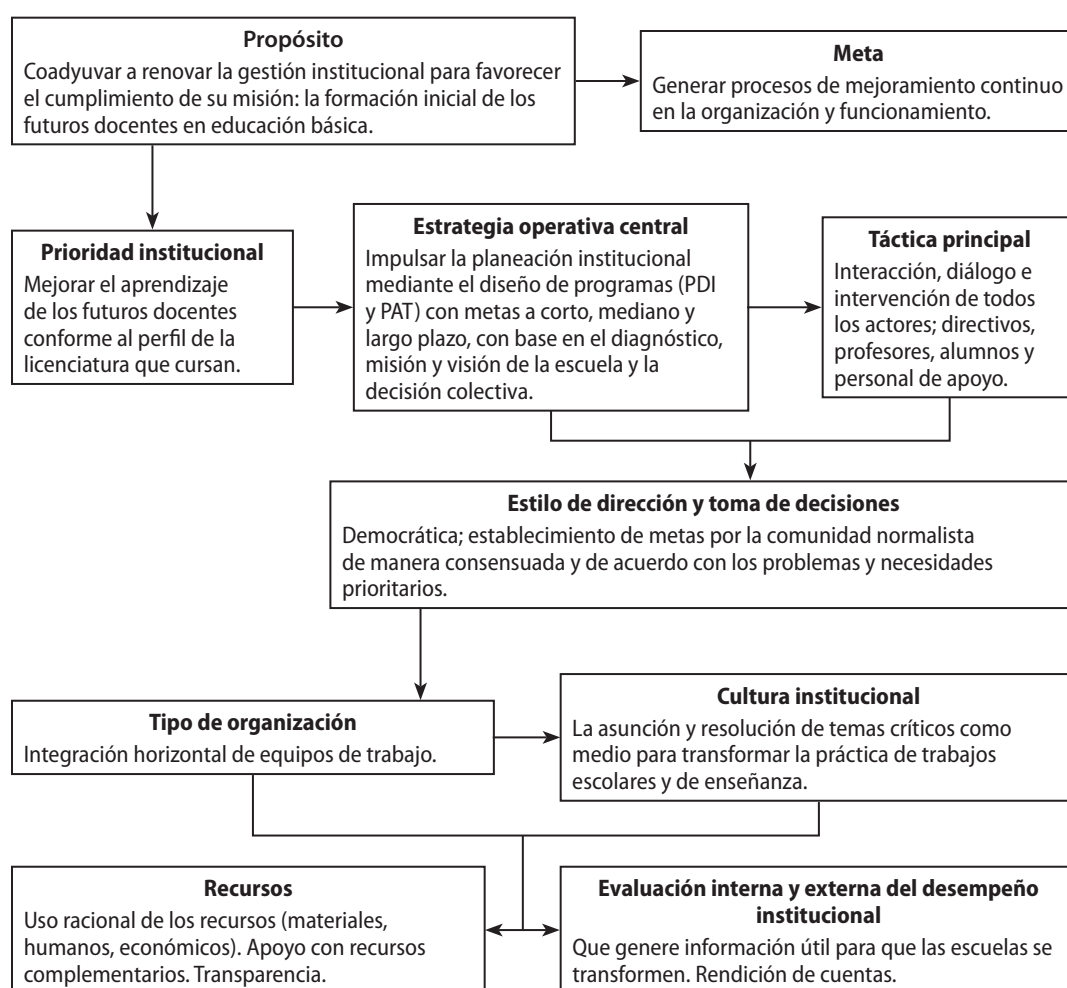 Propósito
Coadyuvar a renovar la gestión institucional para favorecer
el cumplimiento de su misión: la formación inicial de los
futuros docentes en educación básica.
Meta
Generar procesos de mejoramiento continuo
en la organización y funcionamiento.
Prioridad institucional
Mejorar el aprendizaje
de los futuros docentes
conforme al perfil de la
licenciatura que cursan.
Estrategia operativa central
Impulsar la planeación institucional
mediante el diseño de programas (PDI
y PAT) con metas a corto, mediano y
largo plazo, con base en el diagnóstico,
misión y visión de la escuela y la
decisión colectiva.
Táctica principal
Interacción, diálogo e
intervención de todos
los actores; directivos,
profesores, alumnos y
personal de apoyo.
Estilo de dirección y toma de decisiones
Democrática; establecimiento de metas por la comunidad normalista
de manera consensuada y de acuerdo con los problemas y necesidades
prioritarios.
Tipo de organización
Integración horizontal de equipos de trabajo.
Cultura institucional
La asunción y resolución de temas críticos como
medio para transformar la práctica de trabajos
escolares y de enseñanza.
Recursos
Uso racional de los recursos (materiales,
humanos, económicos). Apoyo con recursos
complementarios. Transparencia.
Evaluación interna y externa del desempeño
institucional
Que genere información útil para que las escuelas se
transformen. Rendición de cuentas.